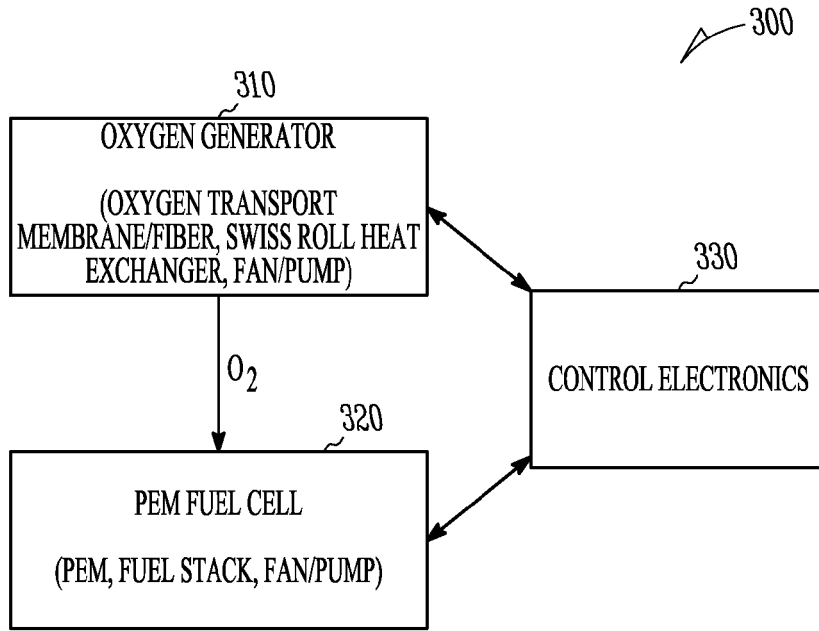 300
310
OXYGEN GENERATOR
(OXYGEN TRANSPORT
MEMBRANE/FIBER, SWISS ROLL HEAT
EXCHANGER, FAN/PUMP)
330
CONTROL ELECTRONICS
O2
320
PEM FUEL CELL
(PEM, FUEL STACK, FAN/PUMP)